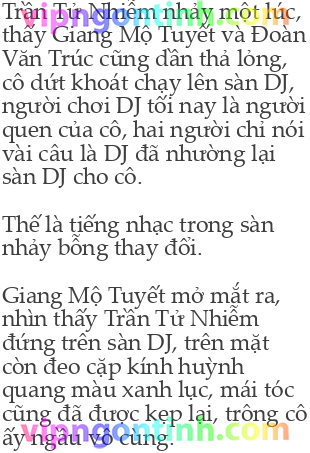 Trần Tử Nhiễm nhảy một lúc,
vipngontinh.com
thấy Giang Mộ Tuyết và Đoàn
Văn Trúc cũng dần thả lỏng,
cô dứt khoát chạy lên sàn DJ,
người chơi DJ tối nay là người
quen của cô, hai người chỉ nói
vài câu là DJ đã nhường lại
sàn DJ cho cô.
Thế là tiếng nhạc trong sàn
nhảy bỗng thay đổi.
Giang Mộ Tuyết mở mắt ra,
nhìn thấy Trần Tử Nhiễm
đứng trên sàn DJ, trên mặt
còn đeo cặp kính huỳnh
quang màu xanh lục, mái tóc
cũng đã được kẹp lại, trông cô
vipngontinh.com
ấy ngầu vô cùng.